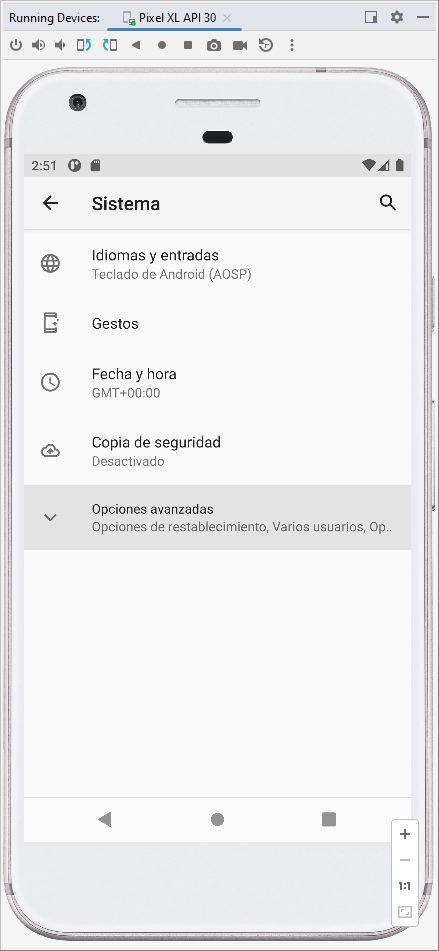 Running Devices: Pixel XL API 30
2:51
Sistema
Idiomas y entradas
Teclado de Android (AOSP)
Gestos
Fecha y hora
GMT+00:00
Copia de seguridad
Desactivado
Opciones avanzadas
Opciones de restablecimiento, Varios usuarios, Op..
1:1